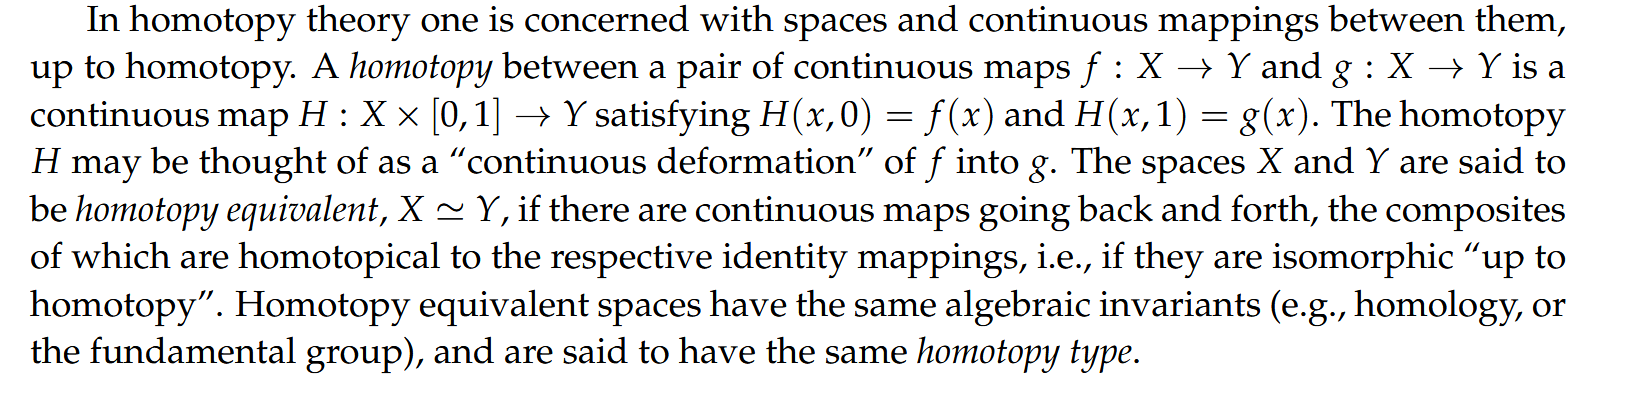 In homotopy theory one is concerned with spaces and continuous mappings between them,
up to homotopy. A homotopy between a pair of continuous maps f : X → Y and g : X → Y is a
continuous map H : X × [0, 1] → Y satisfying H(x, 0) = f(x) and H(x, 1) = g(x). The homotopy
H may be thought of as a “continuous deformation” of f into g. The spaces X and Y are said to
be homotopy equivalent, X ≃ Y, if there are continuous maps going back and forth, the composites
of which are homotopical to the respective identity mappings, i.e., if they are isomorphic “up to
homotopy”. Homotopy equivalent spaces have the same algebraic invariants (e.g., homology, or
the fundamental group), and are said to have the same homotopy type.